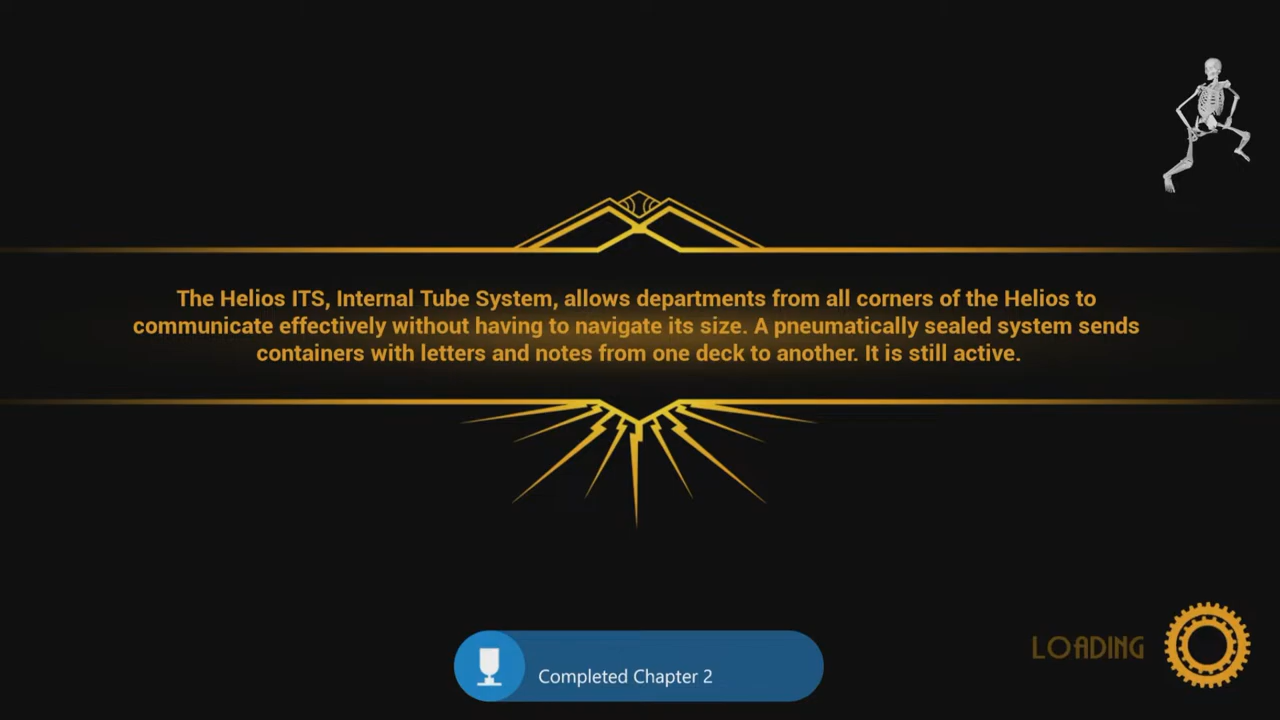 The Helios ITS, Internal Tube System, allows departments from all corners of the Helios to
communicate effectively without having to navigate its size. A pneumatically sealed system sends
containers with letters and notes from one deck to another. It is still active.
LOADING
Completed Chapter 2